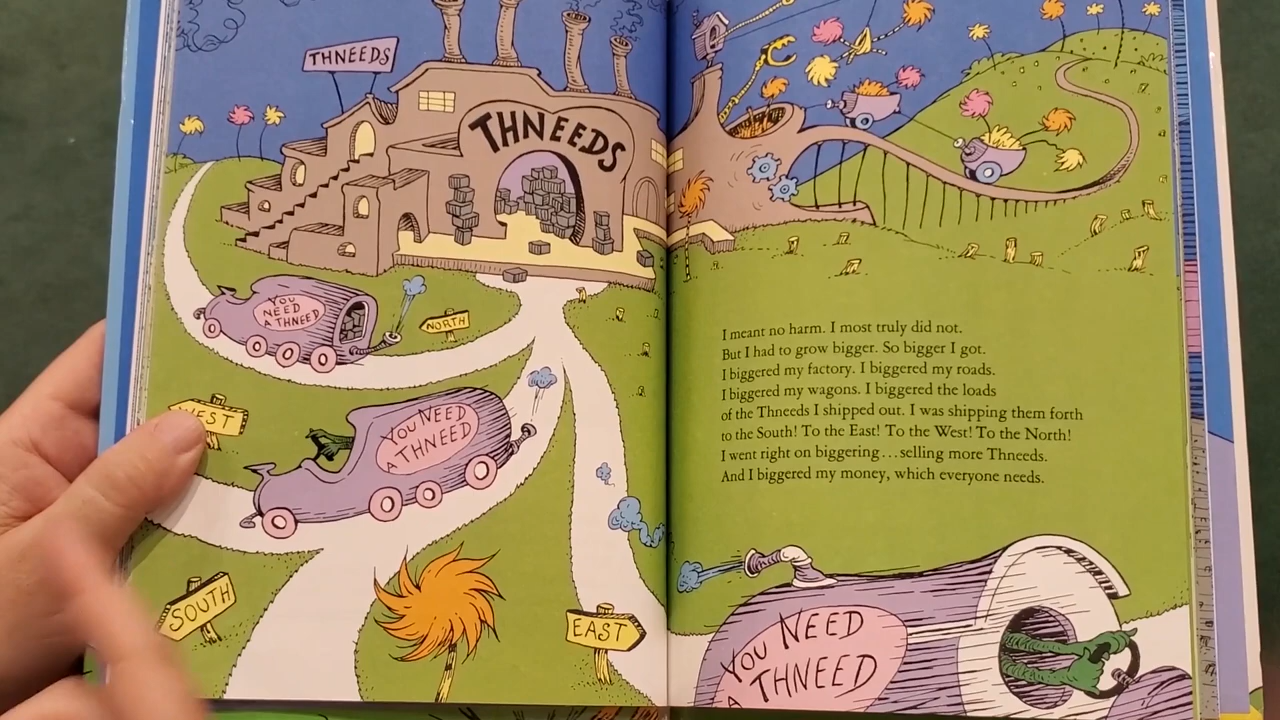 THNEEDS
THNEEDS
YOU
NEED
A THNEED
NORTH
WEST
YOU NEED
A THNEED
SOUTH
EAST
I meant no harm. I most truly did not.
But I had to grow bigger. So bigger I got.
I biggered my factory. I biggered my roads.
I biggered my wagons. I biggered the loads
of the Thneeds I shipped out. I was shipping them forth
to the South! To the East! To the West! To the North!
I went right on biggering...selling more Thneeds.
And I biggered my money, which everyone needs.
YOU NEED
A THNEED